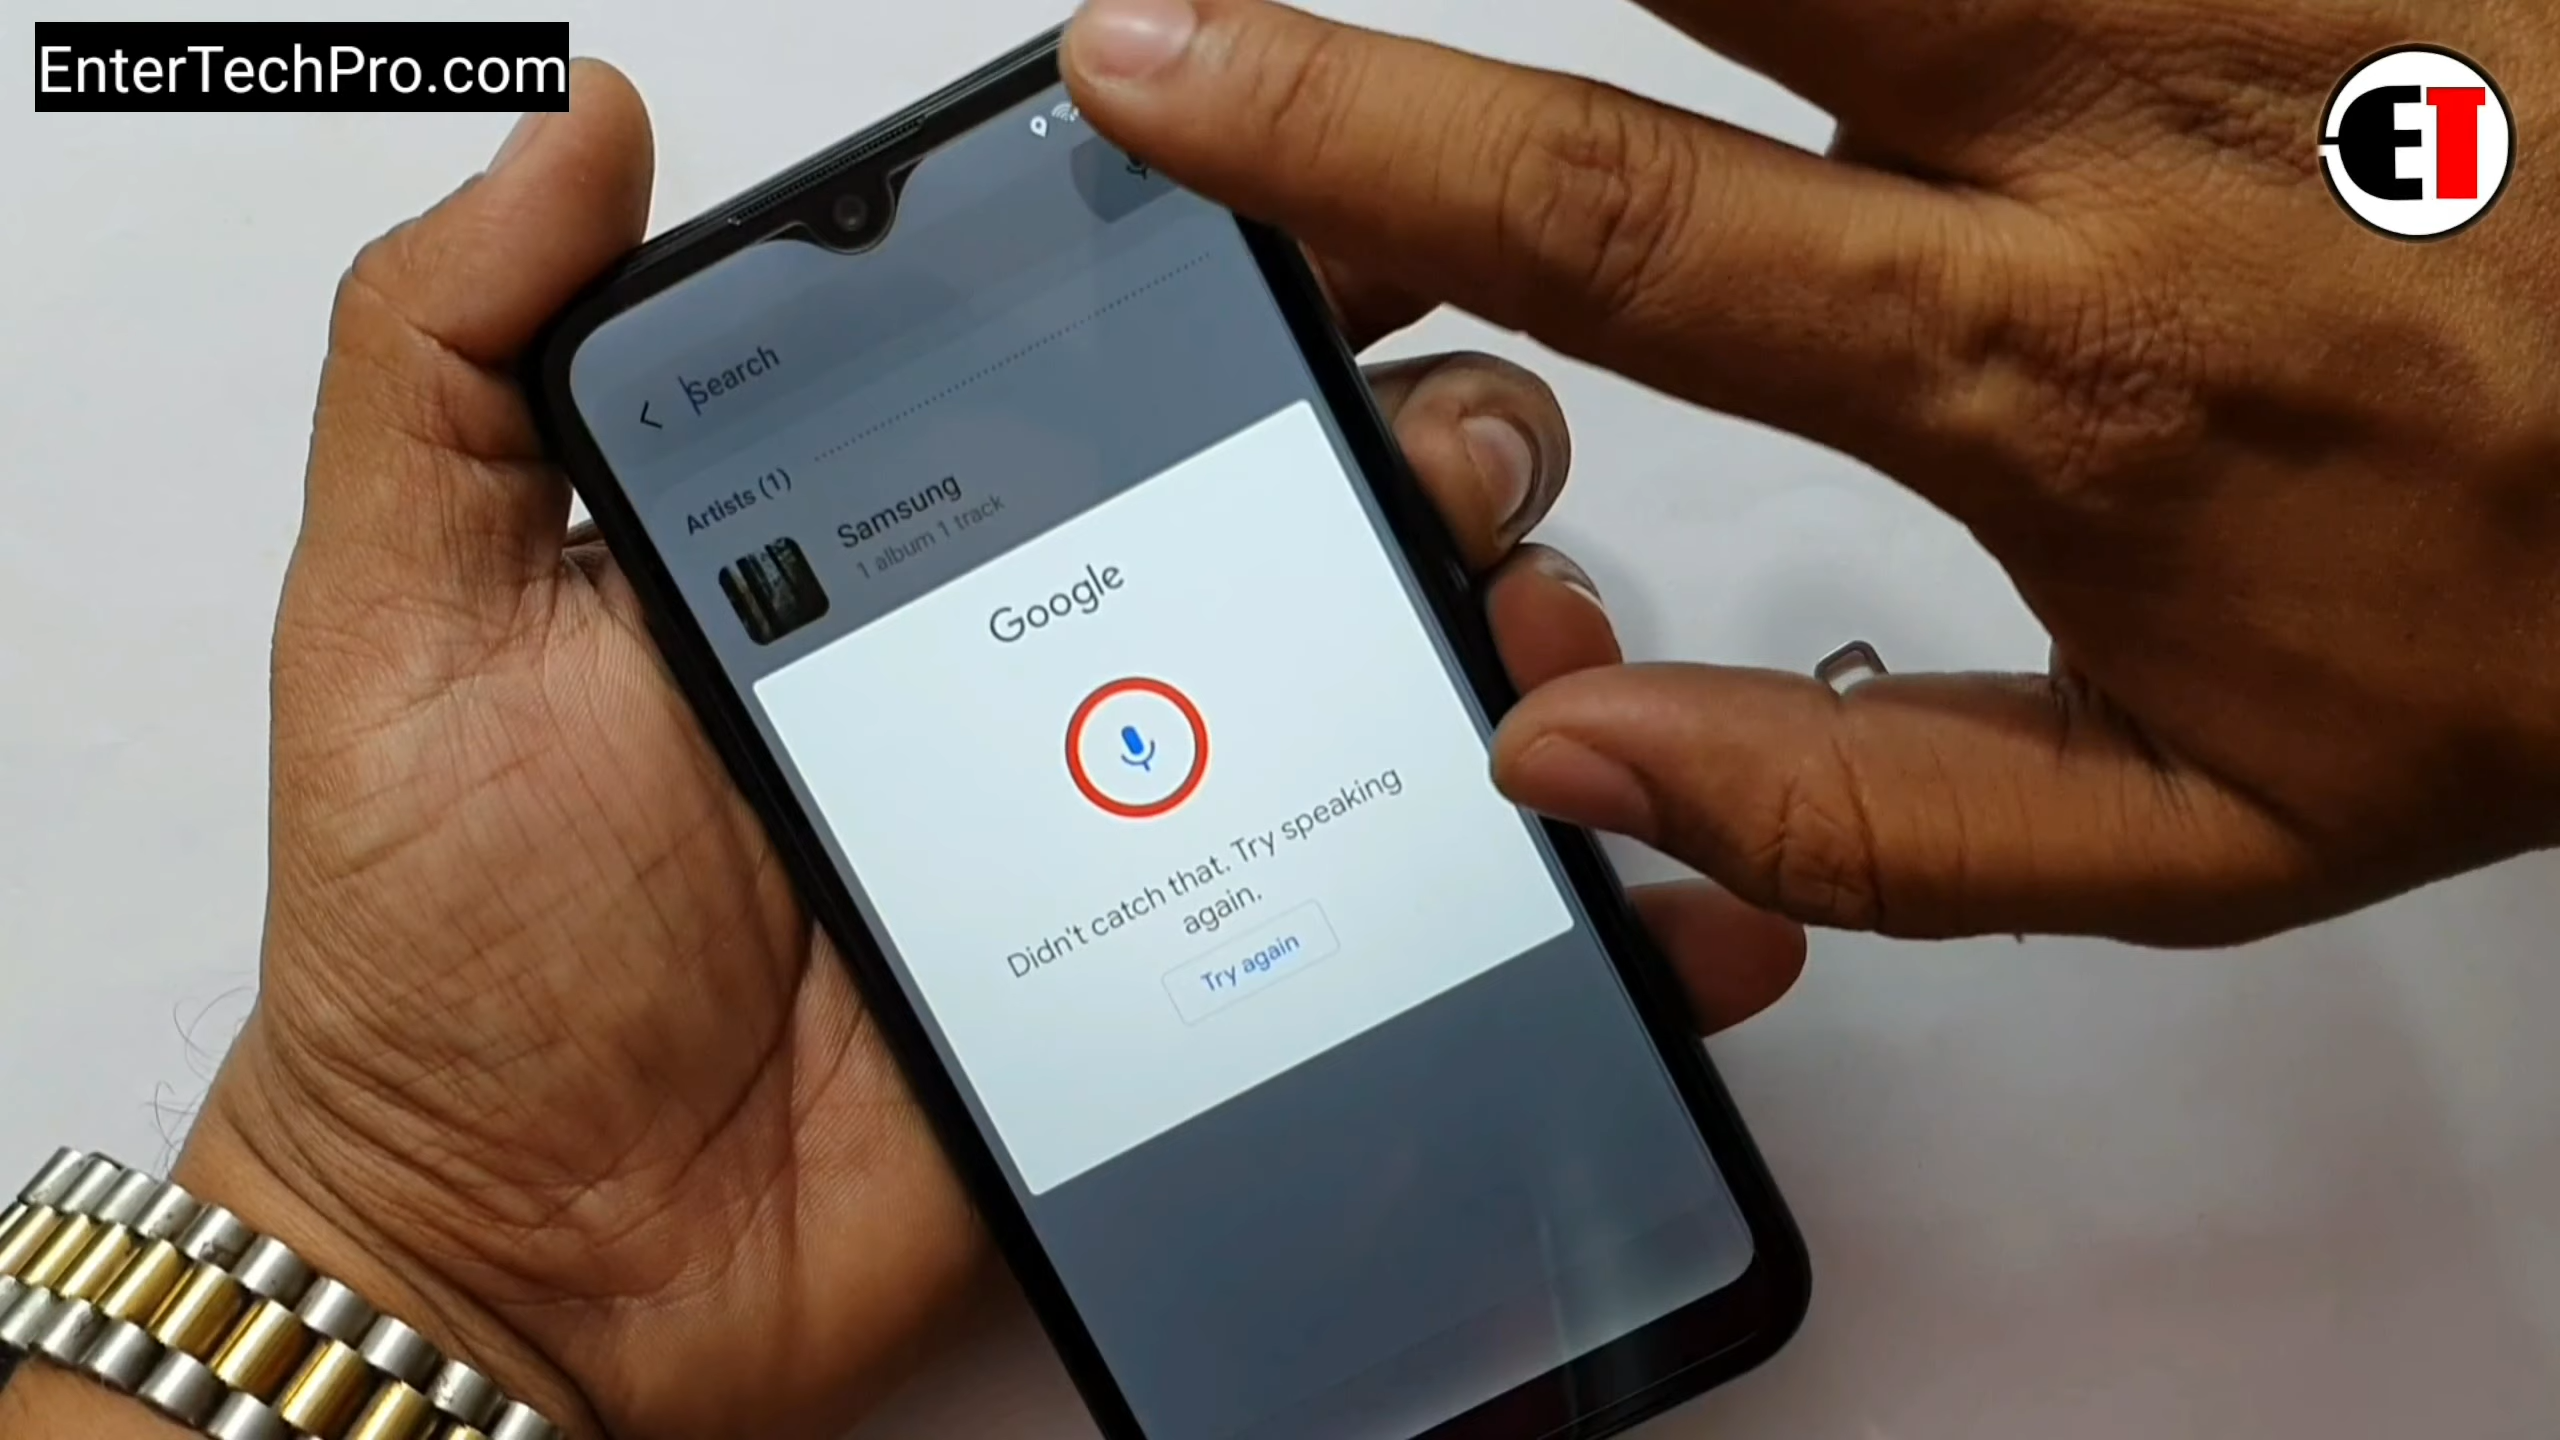 EnterTechPro.com
ET
Search
Artists (1)
Samsung
1 album 1 track
Google
Didn't catch that. Try speaking
again.
Try again